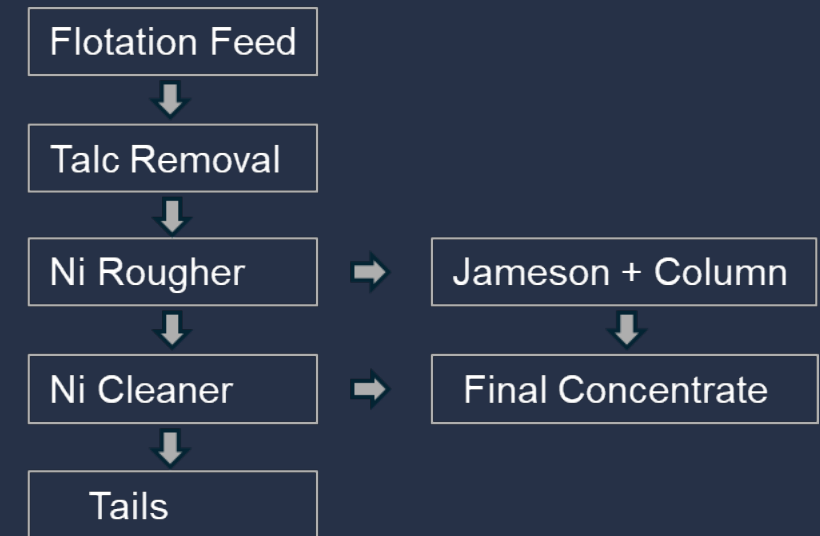 Flotation Feed
Talc Removal
Ni Rougher
Jameson + Column
Ni Cleaner
Final Concentrate
Tails